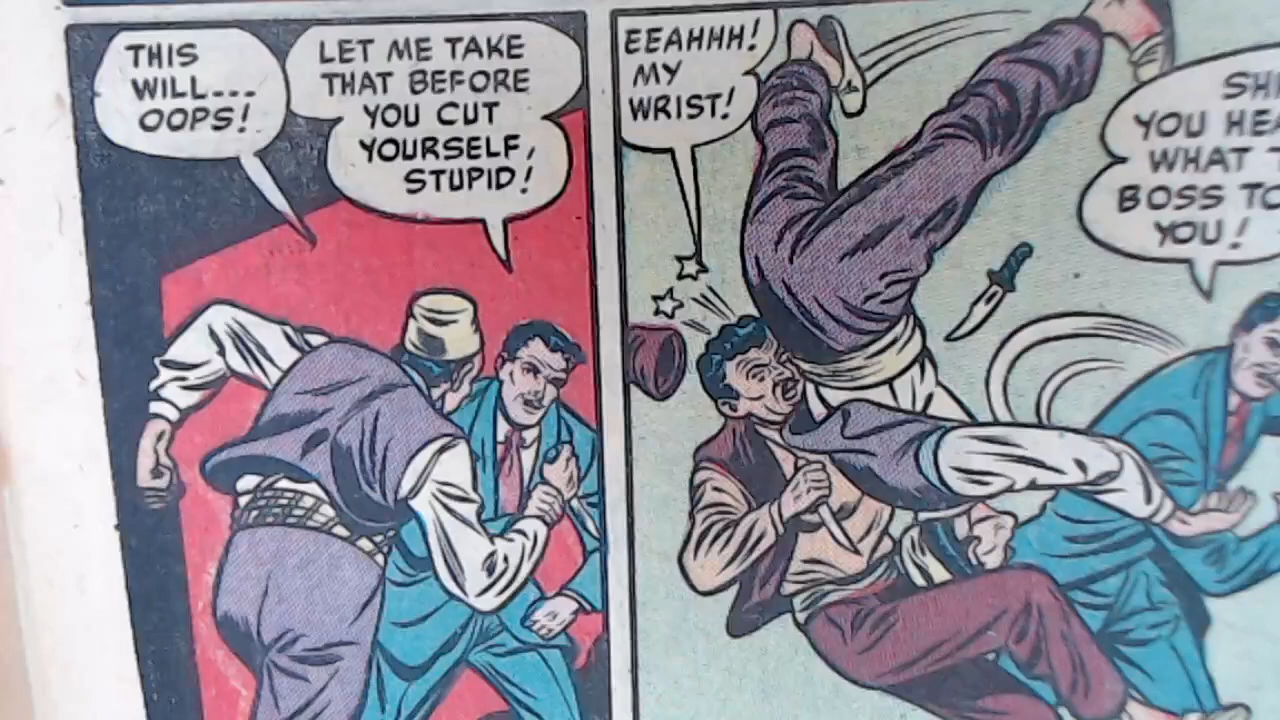 THIS
WILL---
OOPS!
LET ME TAKE
THAT BEFORE
YOU CUT
YOURSELF,
STUPID!
EEAHHH!
MY
WRIST!
YOU
WHAT
BOSS
YOU!